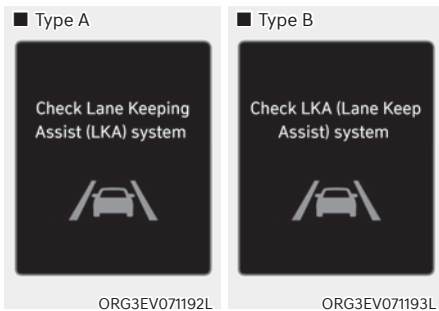 ■ Type A
Check Lane Keeping
Assist (LKA) system
ORG3EV071192L
■ Type B
Check LKA (Lane Keep
Assist) system
ORG3EV071193L